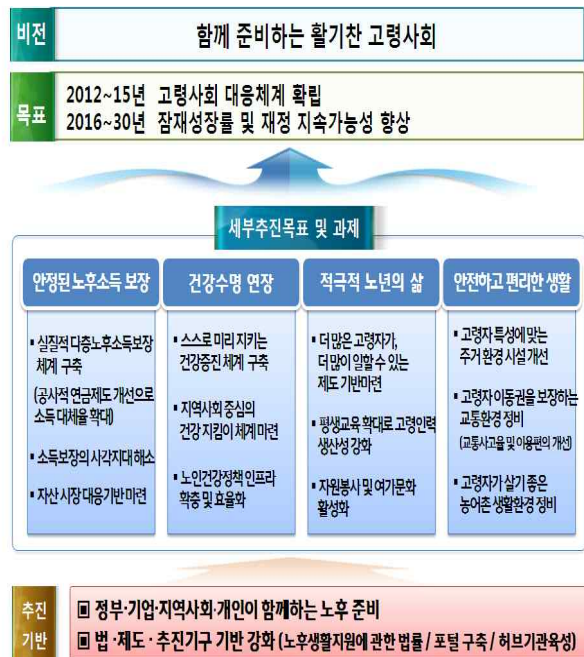 비전
함께 준비하는 활기찬 고령사회
목표
2012~15년 고령사회 대응체계 확립
2016~30년 잠재성장률 및 재정 지속가능성 향상
세부추진목표 및 과제
안정된 노후소득 보장
▪ 실질적 다층노후소득보장
체계 구축
(공사적 연금제도 개선으로
소득 대체율 확대)
▪ 소득보장의 사각지대 해소
▪ 자산 시장 대응기반 마련
건강수명 연장
▪ 스스로 미리 지키는
건강증진 체계 구축
▪ 지역사회 중심의
건강 지킴이 체계 마련
▪ 노인건강정책 인프라
확충 및 효율화
적극적 노년의 삶
▪ 더 많은 고령자가,
더 많이 일할 수 있는
제도 기반마련
▪ 평생교육 확대로 고령인력
생산성 강화
▪ 자원봉사 및 여가문화
활성화
안전하고 편리한 생활
▪ 고령자 특성에 맞는
주거 환경 시설 개선
▪ 고령자 이동권을 보장하는
교통환경 정비
(교통사고율 및 이용편의 개선)
▪ 고령자가 살기 좋은
농어촌 생활환경 정비
추진
기반
▣ 정부·기업·지역사회·개인이 함께하는 노후 준비
▣ 법·제도·추진기구 기반 강화 (노후생활지원에 관한 법률 / 포털 구축 / 허브기관육성)